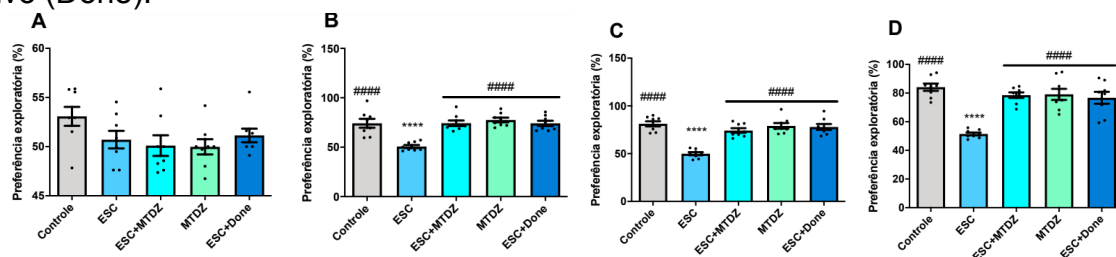 A
Preferência exploratória (%)
60
55
50
45
Controle
ESC
ESC+MTDZ
MTDZ
ESC+Done
B
Preferência exploratória (%)
150
100
50
0
####
****
####
Controle
ESC
ESC+MTDZ
MTDZ
ESC+Done
C
Preferência exploratória (%)
150
100
50
0
####
****
####
Controle
ESC
ESC+MTDZ
MTDZ
ESC+Done
D
Preferência exploratória (%)
100
80
60
40
20
0
####
****
####
Controle
ESC
ESC+MTDZ
MTDZ
ESC+Done